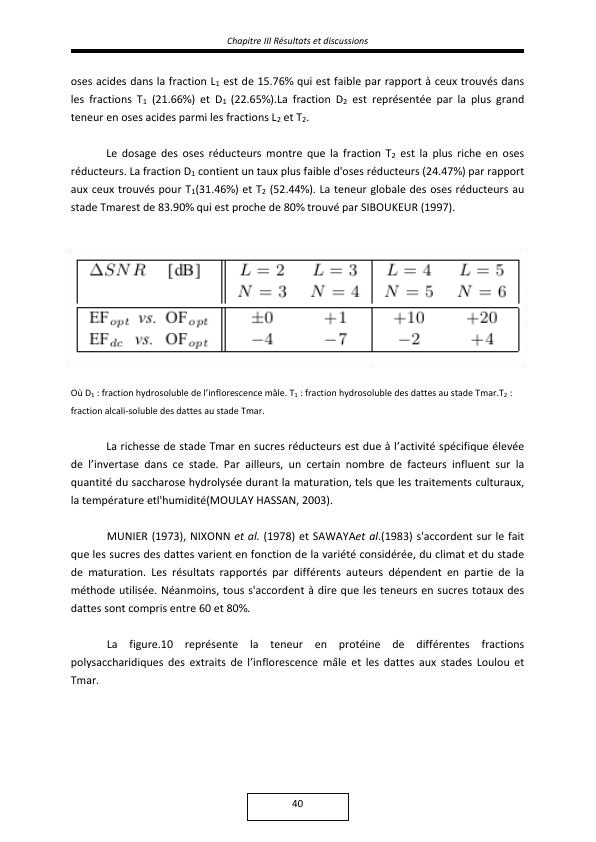 Chapitre III Résultats et discussions
oses acides dans la fraction L₁ est de 15.76% qui est faible par rapport à ceux trouvés dans
les fractions T₁ (21.66%) et D₁ (22.65%).La fraction D₂ est représentée par la plus grand
teneur en oses acides parmi les fractions L₂ et T₂.
Le dosage des oses réducteurs montre que la fraction T₂ est la plus riche en oses
réducteurs. La fraction D₁ contient un taux plus faible d'oses réducteurs (24.47%) par rapport
aux ceux trouvés pour T₁(31.46%) et T₂ (52.44%). La teneur globale des oses réducteurs au
stade Tmarest de 83.90% qui est proche de 80% trouvé par SIBOUKEUR (1997).
ΔSNR [dB] L = 2 L = 3 L = 4 L = 5
N = 3 N = 4 N = 5 N = 6
EFopt vs. OFopt ±0 +1 +10 +20
EFdc vs. OFopt −4 −7 −2 +4
Où D₁ : fraction hydrosoluble de l’inflorescence mâle. T₁ : fraction hydrosoluble des dattes au stade Tmar.T₂ :
fraction alcali-soluble des dattes au stade Tmar.
La richesse de stade Tmar en sucres réducteurs est due à l’activité spécifique élevée
de l’invertase dans ce stade. Par ailleurs, un certain nombre de facteurs influent sur la
quantité du saccharose hydrolysée durant la maturation, tels que les traitements culturaux,
la température etl'humidité(MOULAY HASSAN, 2003).
MUNIER (1973), NIXONN et al. (1978) et SAWAYAet al.(1983) s'accordent sur le fait
que les sucres des dattes varient en fonction de la variété considérée, du climat et du stade
de maturation. Les résultats rapportés par différents auteurs dépendent en partie de la
méthode utilisée. Néanmoins, tous s'accordent à dire que les teneurs en sucres totaux des
dattes sont compris entre 60 et 80%.
La figure.10 représente la teneur en protéine de différentes fractions
polysaccharidiques des extraits de l’inflorescence mâle et les dattes aux stades Loulou et
Tmar.
40